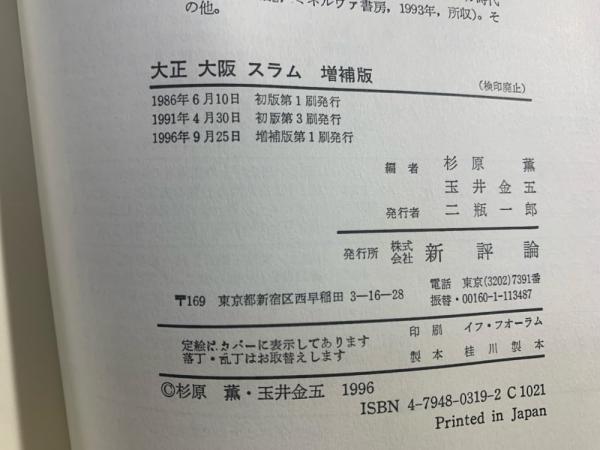 ミネルヴァ書房, 1993年, 所収)。そ
の他。
大正 大阪 スラム 増補版
(検印廃止)
1986年6月10日 初版第1刷発行
1991年4月30日 初版第3刷発行
1996年9月25日 増補版第1刷発行
編者 杉原 薫
玉井金五
発行者 二瓶一郎
発行所 株式会社 新評論
〒169 東京都新宿区西早稲田 3-16-28
電話 東京(3202)7391番
振替・00160-1-113487
定価はカバーに表示してあります
落丁・乱丁はお取替えします
印刷 イフ・フォーラム
製本 桂川製本
©杉原 薫・玉井金五 1996
ISBN 4-7948-0319-2 C 1021
Printed in Japan